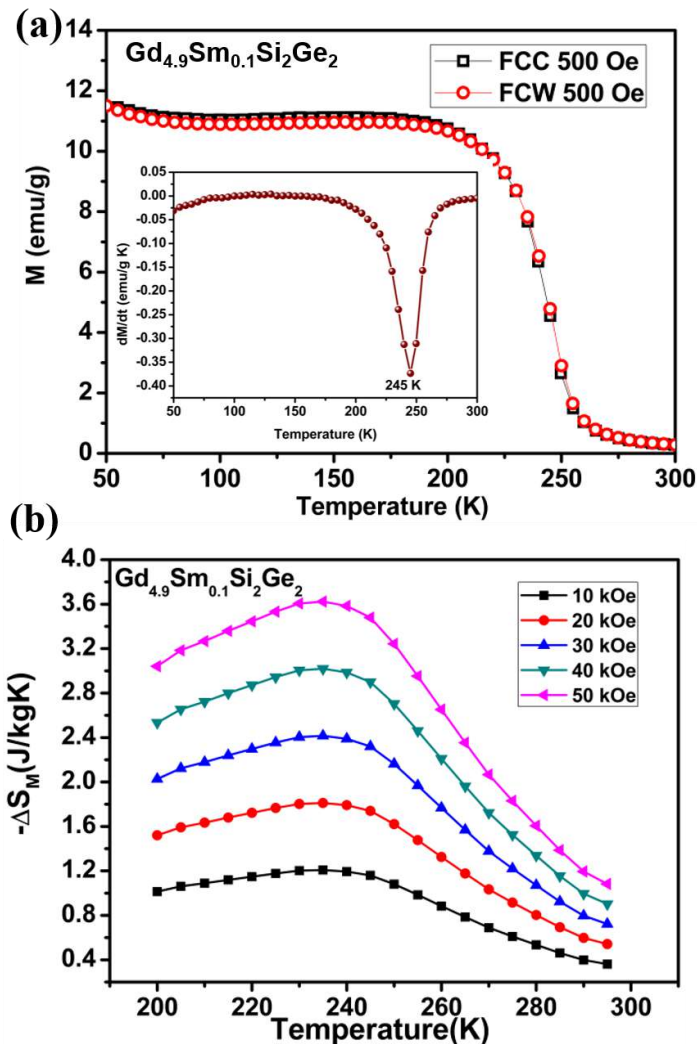 (a)
Gd4.9Sm0.1Si2Ge2
FCC 500 Oe
FCW 500 Oe
M (emu/g)
14
12
10
8
6
4
2
0
50 100 150 200 250 300
Temperature (K)
dM/dt (emu/g K)
0.05
0.00
-0.05
-0.10
-0.15
-0.20
-0.25
-0.30
-0.35
-0.40
245 K
50 100 150 200 250 300
Temperature (K)
(b)
Gd4.9Sm0.1Si2Ge2
10 kOe
20 kOe
30 kOe
40 kOe
50 kOe
-ΔSM(J/kgK)
4.0
3.6
3.2
2.8
2.4
2.0
1.6
1.2
0.8
0.4
200 220 240 260 280 300
Temperature(K)